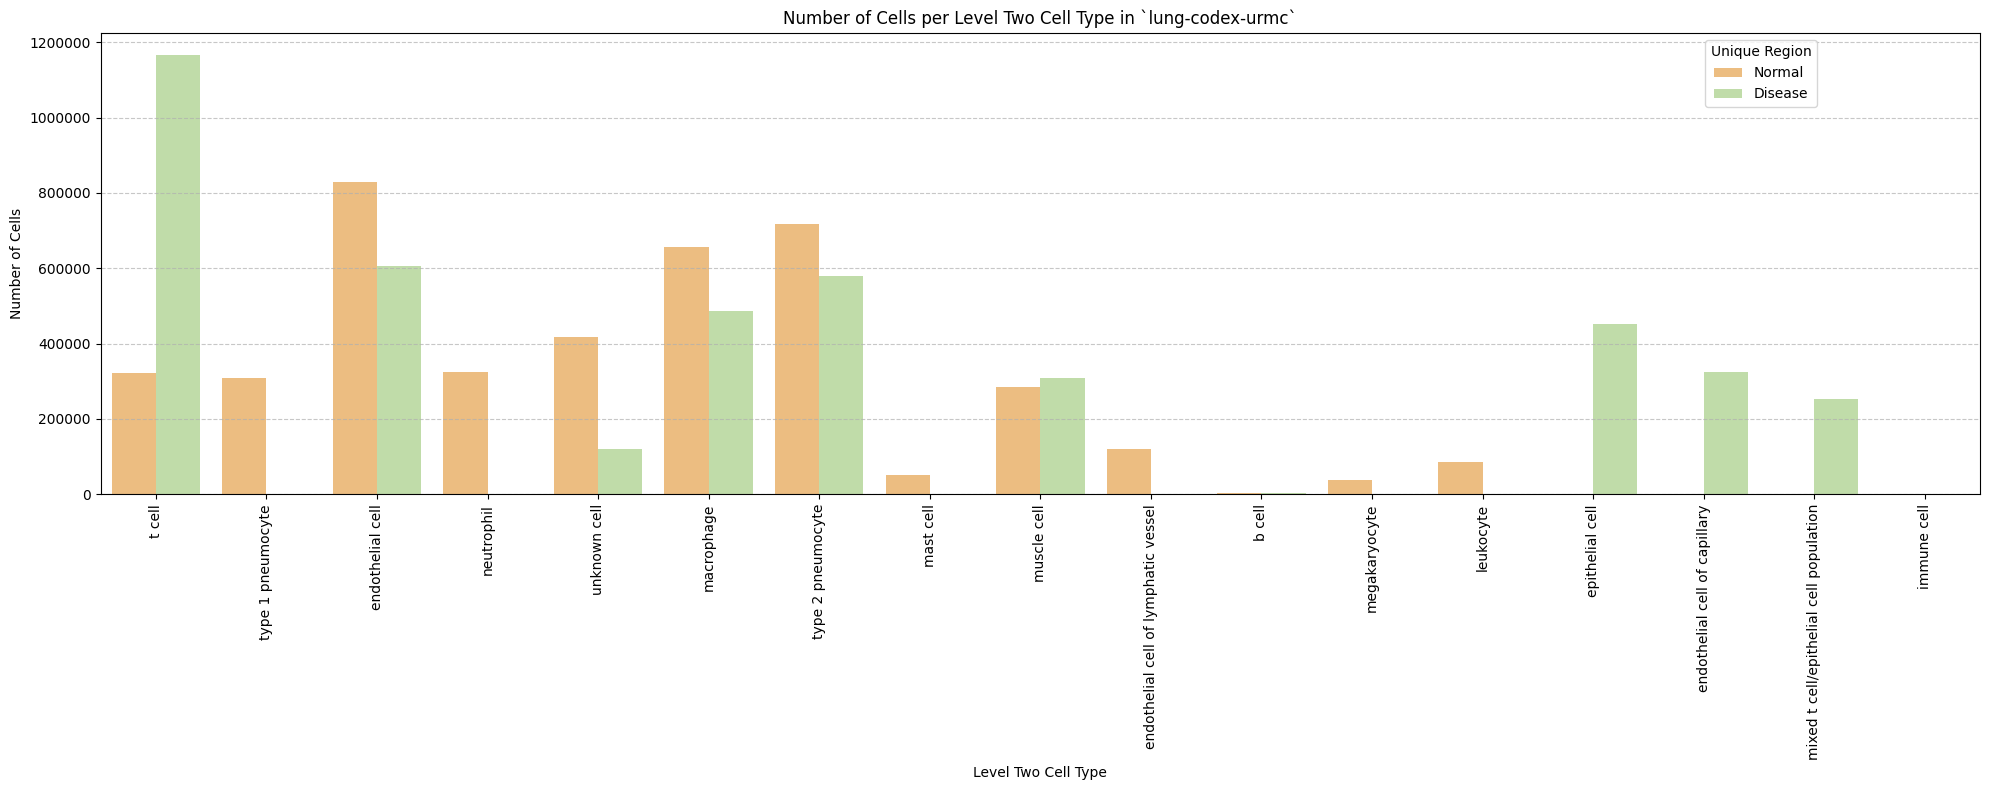 Number of Cells per Level Two Cell Type in `lung-codex-urmc`
Number of Cells
1200000
1000000
800000
600000
400000
200000
0
Unique Region
Normal
Disease
t cell
type 1 pneumocyte
endothelial cell
neutrophil
unknown cell
macrophage
type 2 pneumocyte
mast cell
muscle cell
endothelial cell of lymphatic vessel
b cell
megakaryocyte
leukocyte
epithelial cell
endothelial cell of capillary
mixed t cell/epithelial cell population
immune cell
Level Two Cell Type